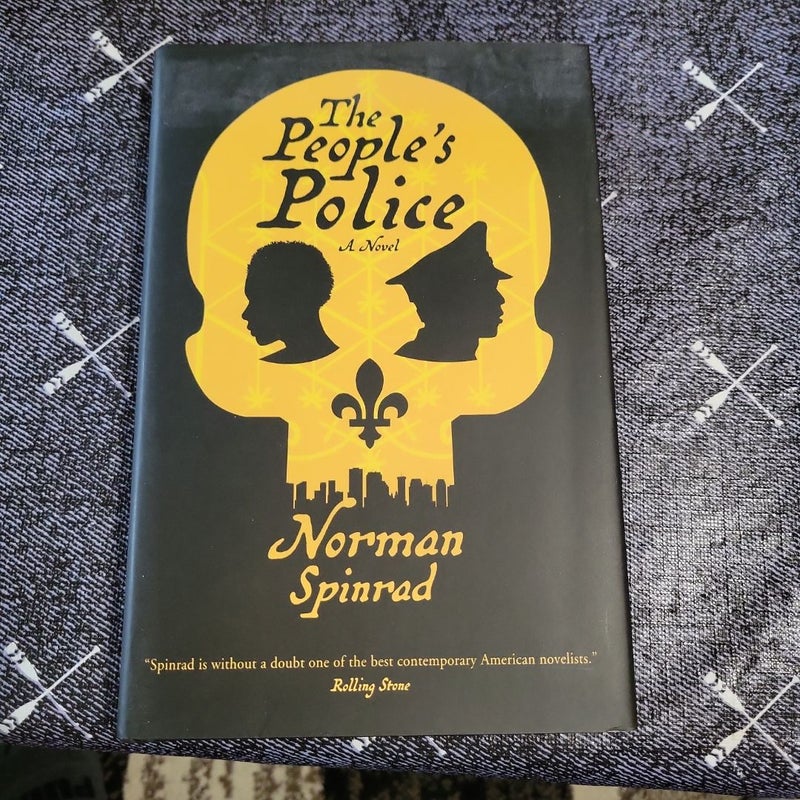 The
People's
Police
A Novel
Norman
Spinrad
“Spinrad is without a doubt one of the best contemporary American novelists.”
Rolling Stone